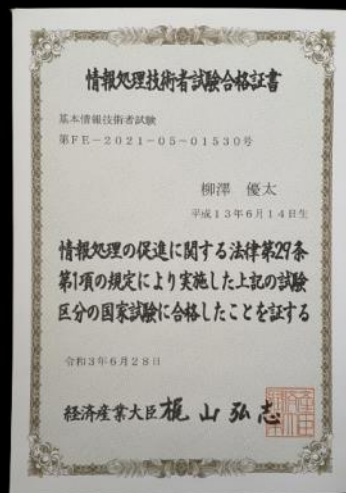 情報処理技術者試験合格証書
基本情報技術者試験
第FE－2021－05－01530号
柳澤　優太
平成13年6月14日生
情報処理の促進に関する法律第29条
第1項の規定により実施した上記の試験
区分の国家試験に合格したことを証する
令和3年6月28日
経済産業大臣 梶山弘志